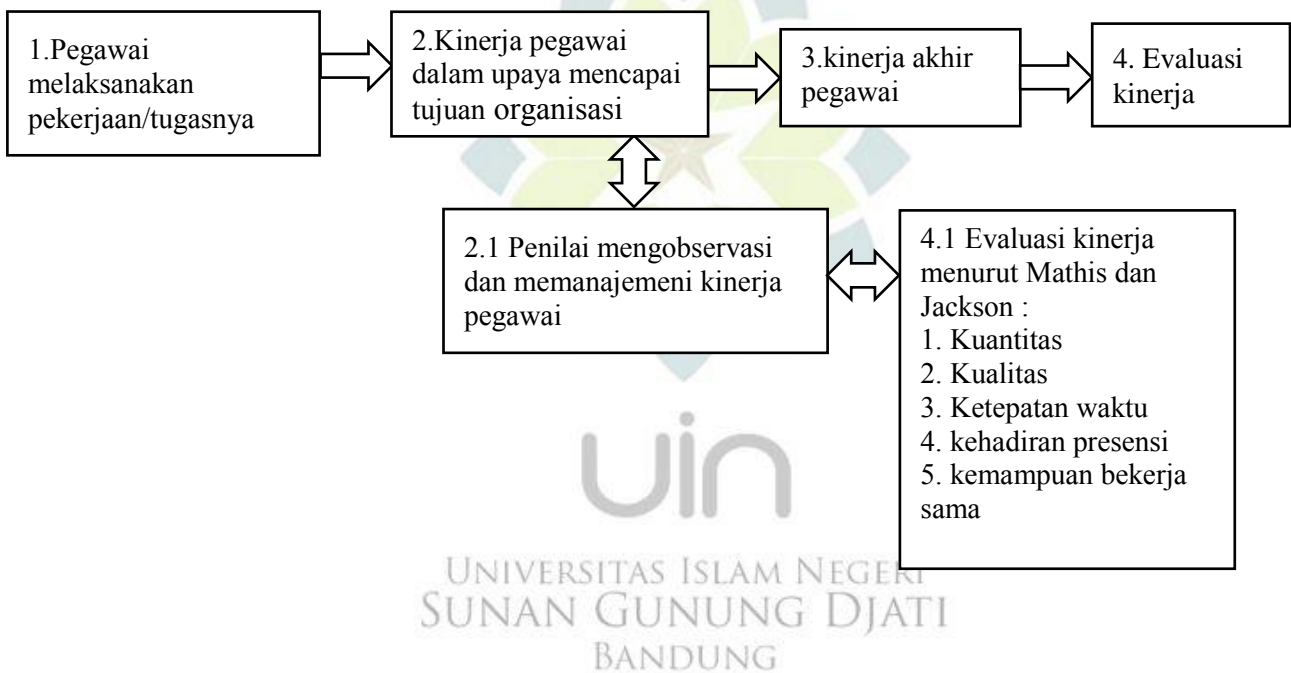 1.Pegawai
melaksanakan
pekerjaan/tugasnya
2.Kinerja pegawai
dalam upaya mencapai
tujuan organisasi
3.kinerja akhir
pegawai
4. Evaluasi
kinerja
2.1 Penilai mengobservasi
dan memanajemeni kinerja
pegawai
4.1 Evaluasi kinerja
menurut Mathis dan
Jackson :
1. Kuantitas
2. Kualitas
3. Ketepatan waktu
4. kehadiran presensi
5. kemampuan bekerja
sama
uin
UNIVERSITAS ISLAM NEGERI
SUNAN GUNUNG DJATI
BANDUNG